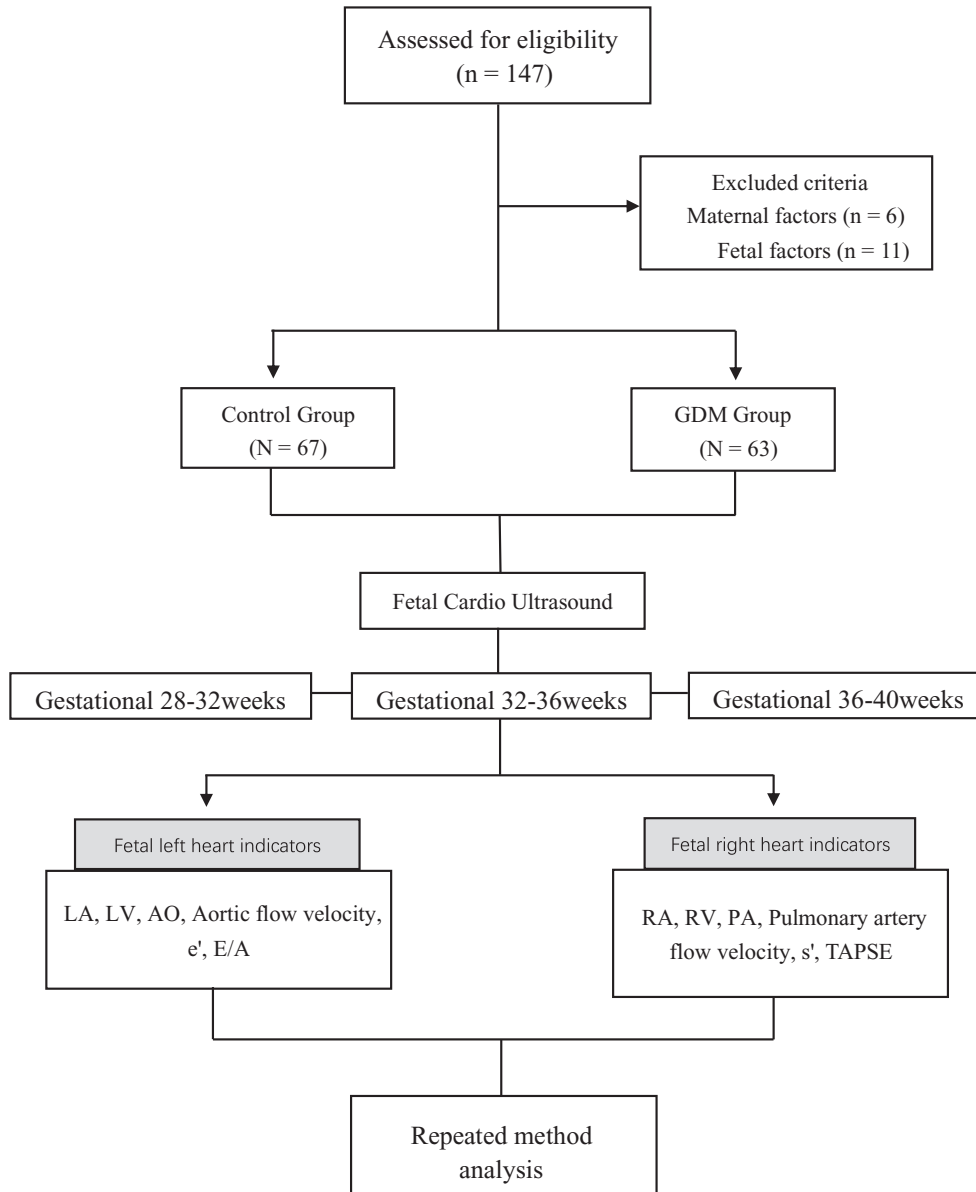 Assessed for eligibility
(n = 147)
Excluded criteria
Maternal factors (n = 6)
Fetal factors (n = 11)
Control Group
(N = 67)
GDM Group
(N = 63)
Fetal Cardio Ultrasound
Gestational 28-32weeks
Gestational 32-36weeks
Gestational 36-40weeks
Fetal left heart indicators
LA, LV, AO, Aortic flow velocity,
e', E/A
Fetal right heart indicators
RA, RV, PA, Pulmonary artery
flow velocity, s', TAPSE
Repeated method
analysis